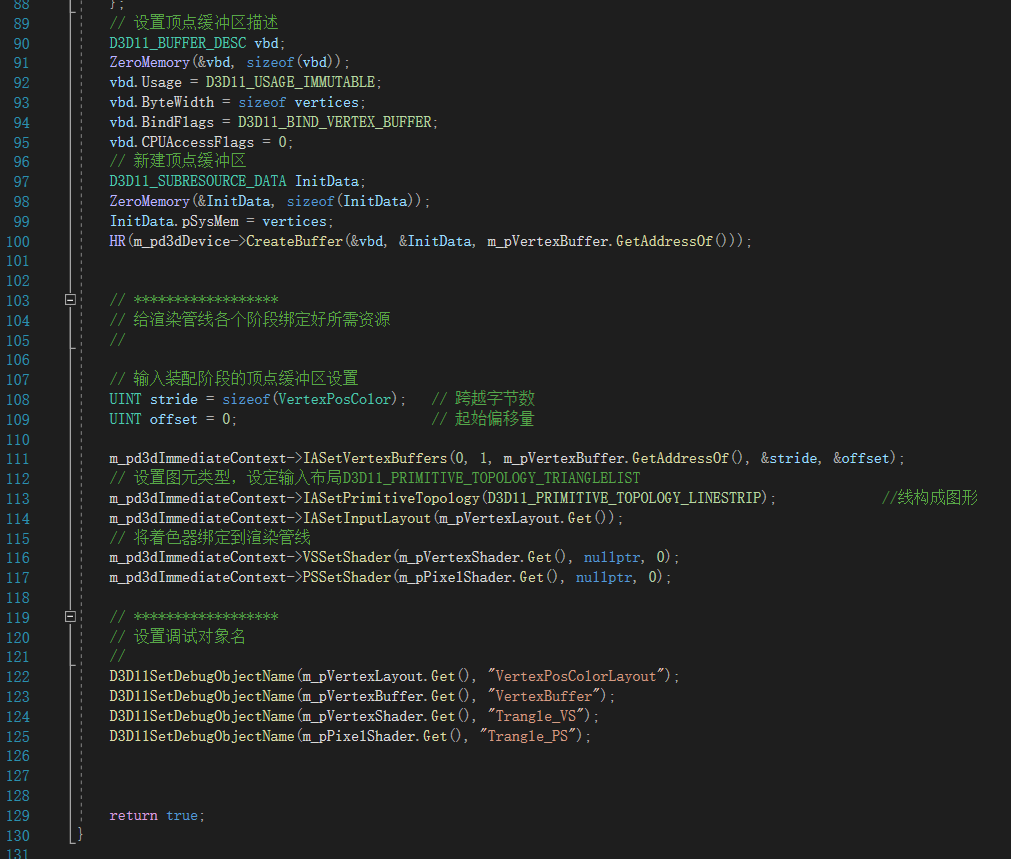 88 };
89 // 设置顶点缓冲区描述
90 D3D11_BUFFER_DESC vbd;
91 ZeroMemory(&vbd, sizeof(vbd));
92 vbd.Usage = D3D11_USAGE_IMMUTABLE;
93 vbd.ByteWidth = sizeof vertices;
94 vbd.BindFlags = D3D11_BIND_VERTEX_BUFFER;
95 vbd.CPUAccessFlags = 0;
96 // 新建顶点缓冲区
97 D3D11_SUBRESOURCE_DATA InitData;
98 ZeroMemory(&InitData, sizeof(InitData));
99 InitData.pSysMem = vertices;
100 HR(m_pd3dDevice->CreateBuffer(&vbd, &InitData, m_pVertexBuffer.GetAddressOf()));
101
102
103 // ******************
104 // 给渲染管线各个阶段绑定好所需资源
105 //
106
107 // 输入装配阶段的顶点缓冲区设置
108 UINT stride = sizeof(VertexPosColor); // 跨越字节数
109 UINT offset = 0; // 起始偏移量
110
111 m_pd3dImmediateContext->IASetVertexBuffers(0, 1, m_pVertexBuffer.GetAddressOf(), &stride, &offset);
112 // 设置图元类型，设定输入布局D3D11_PRIMITIVE_TOPOLOGY_TRIANGLELIST
113 m_pd3dImmediateContext->IASetPrimitiveTopology(D3D11_PRIMITIVE_TOPOLOGY_LINESTRIP); //线构成图形
114 m_pd3dImmediateContext->IASetInputLayout(m_pVertexLayout.Get());
115 // 将着色器绑定到渲染管线
116 m_pd3dImmediateContext->VSSetShader(m_pVertexShader.Get(), nullptr, 0);
117 m_pd3dImmediateContext->PSSetShader(m_pPixelShader.Get(), nullptr, 0);
118
119 // ******************
120 // 设置调试对象名
121 //
122 D3D11SetDebugObjectName(m_pVertexLayout.Get(), "VertexPosColorLayout");
123 D3D11SetDebugObjectName(m_pVertexBuffer.Get(), "VertexBuffer");
124 D3D11SetDebugObjectName(m_pVertexShader.Get(), "Trangle_VS");
125 D3D11SetDebugObjectName(m_pPixelShader.Get(), "Trangle_PS");
126
127
128
129 return true;
130 }
131